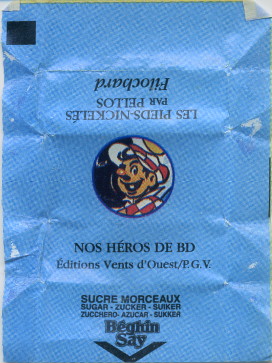 LES PIEDS-NICKELÉS
PAR PELLOS
Filochard
NOS HÉROS DE BD
Éditions Vents d'Ouest/P.G.V.
SUCRE MORCEAUX
SUGAR - ZUCKER - SUIKER
ZUCCHERO - AZUCAR - SUKKER
Béghin
Say